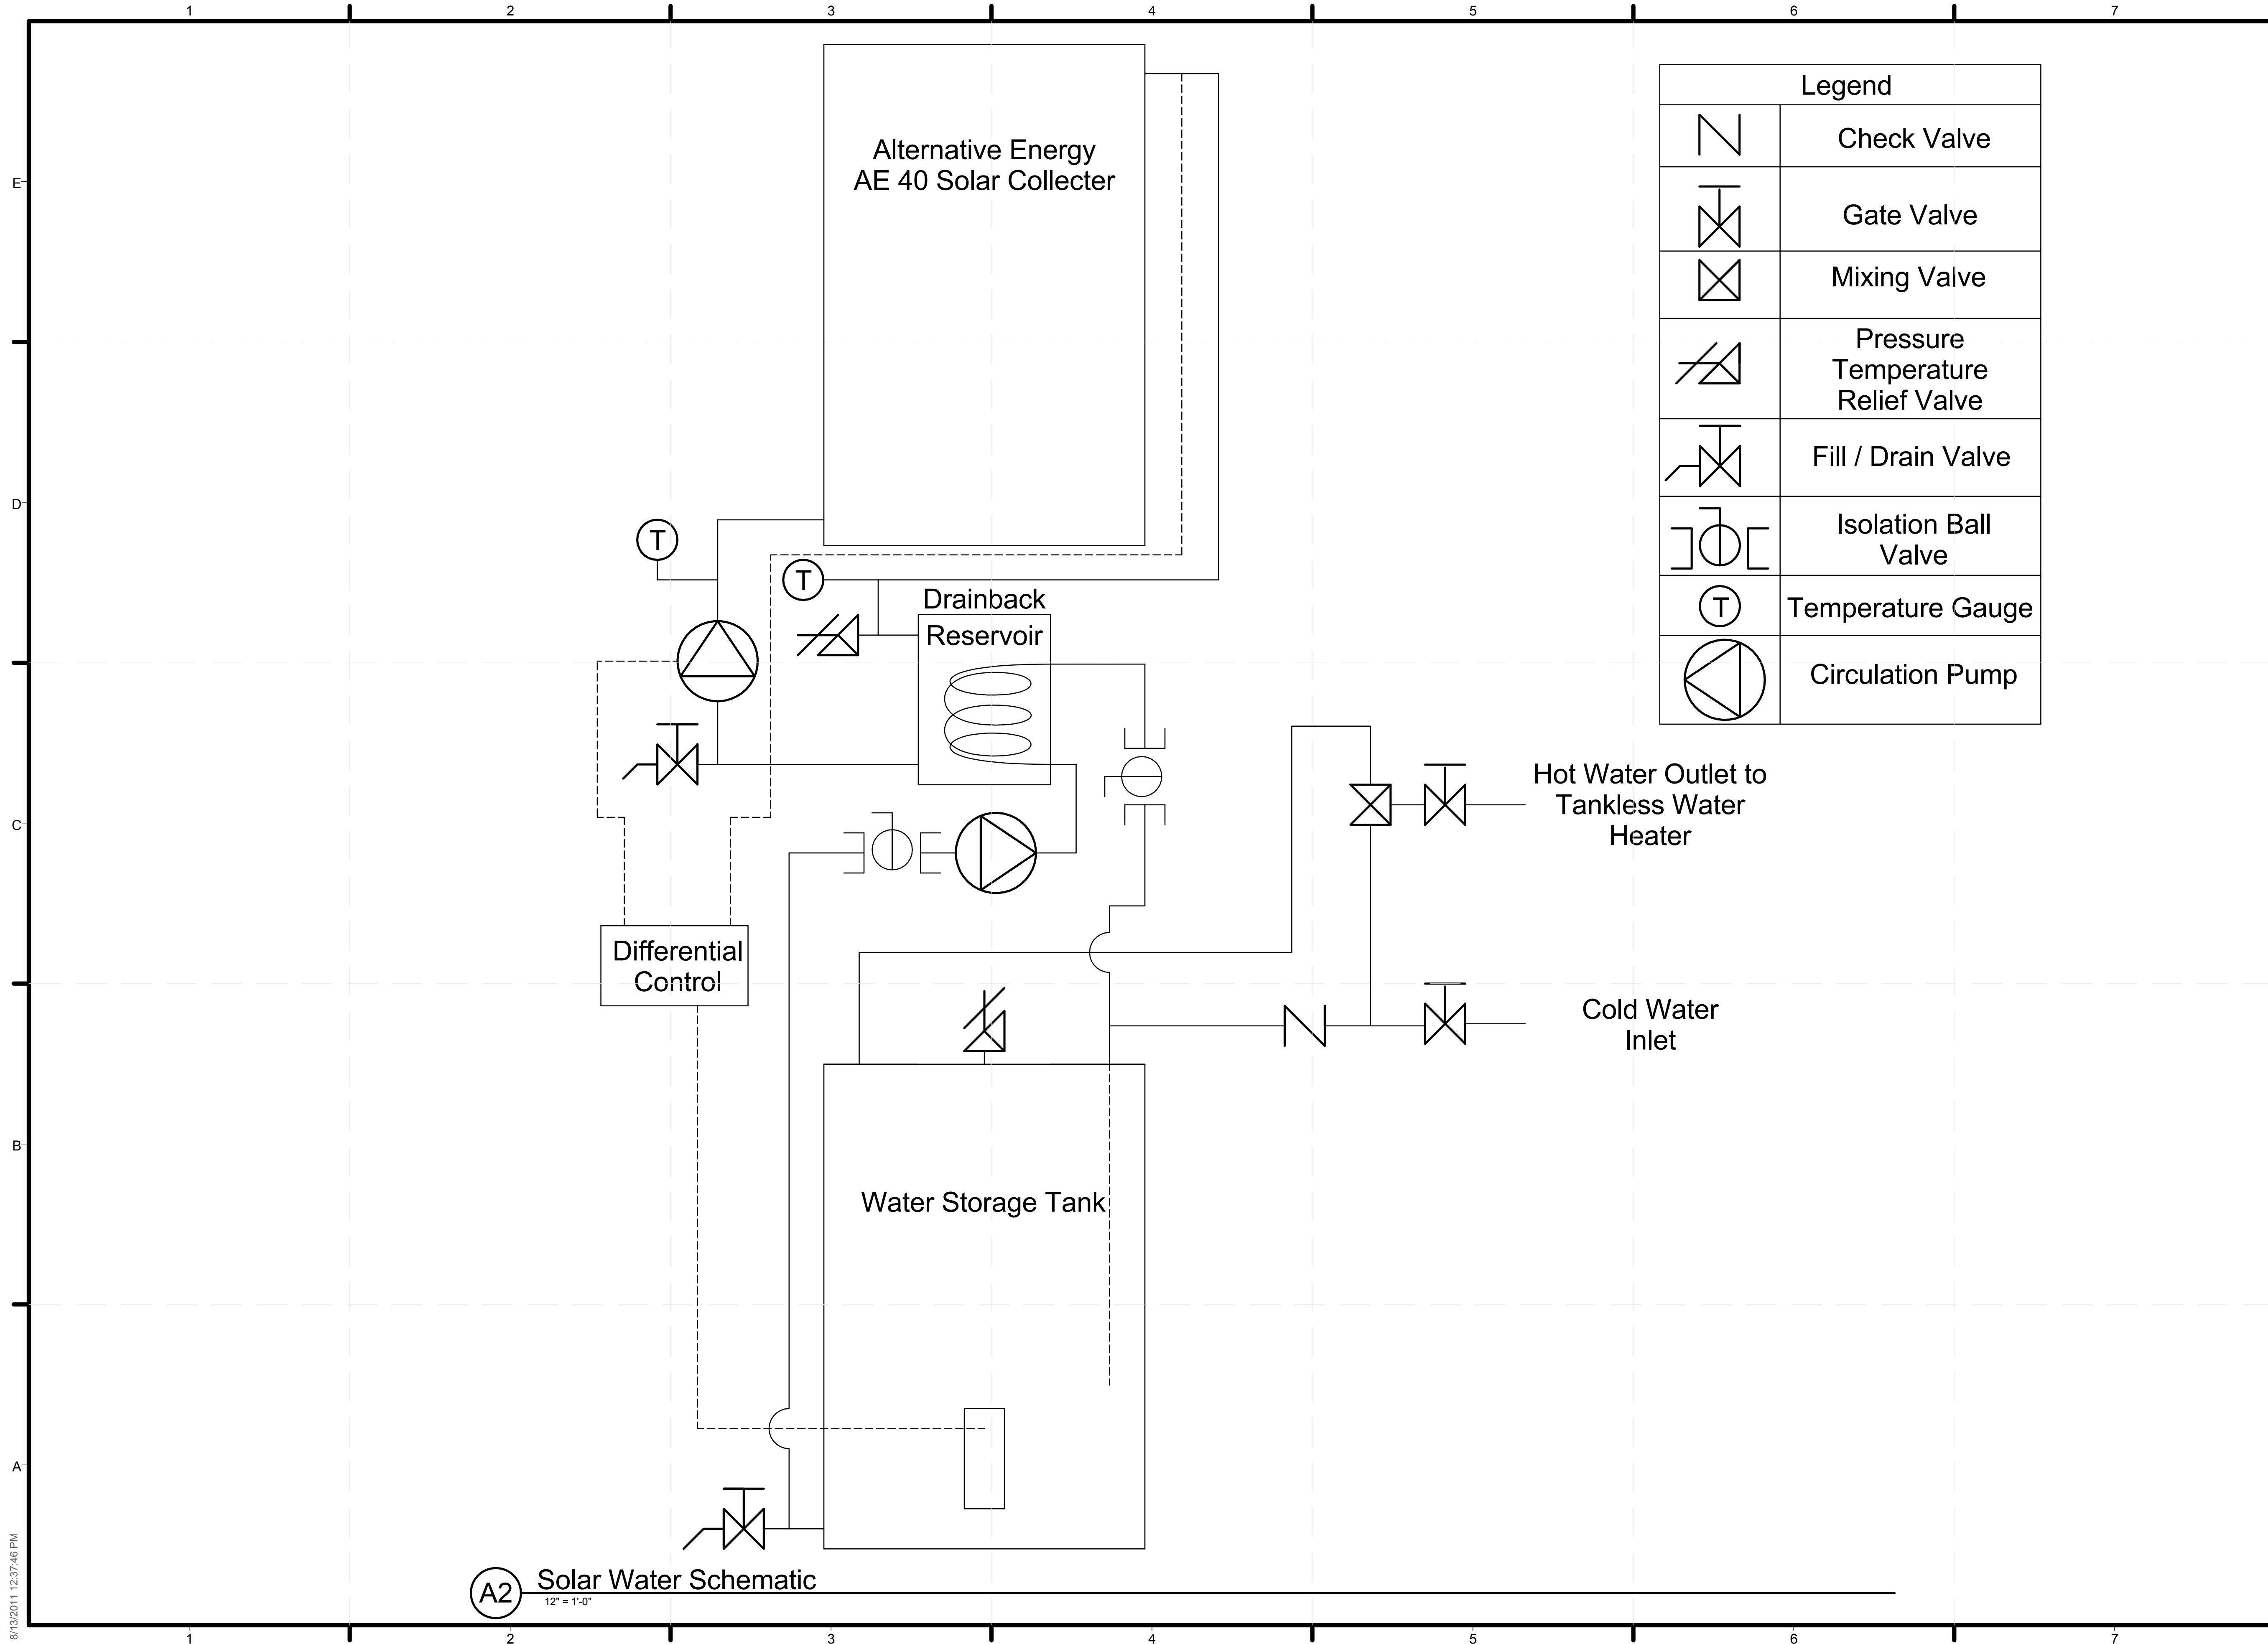 1 2 3 4 5 6 7
Alternative Energy
AE 40 Solar Collecter
Legend
Check Valve
Gate Valve
Mixing Valve
Pressure
Temperature
Relief Valve
Fill / Drain Valve
Isolation Ball
Valve
T
Temperature Gauge
Circulation Pump
E
D
C
B
A
T
T
Drainback
Reservoir
Hot Water Outlet to
Tankless Water
Heater
Differential
Control
Cold Water
Inlet
Water Storage Tank
A2
Solar Water Schematic
12" = 1'-0"
8/13/2011 12:37:46 PM
1 2 3 4 5 6 7